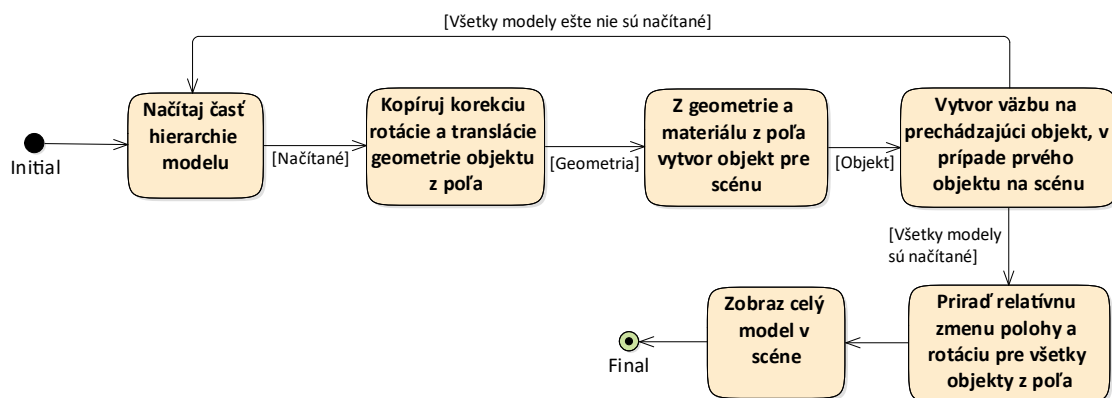 [Všetky modely ešte nie sú načítané]
Initial
Načítaj časť
hierarchie
modelu
[Načítané]
Kopíruj korekciu
rotácie a translácie
geometrie objektu
z poľa
[Geometria]
Z geometrie a
materiálu z poľa
vytvor objekt pre
scénu
[Objekt]
Vytvor väzbu na
prechádzajúci objekt, v
prípade prvého
objektu na scénu
[Všetky modely
sú načítané]
Priraď relatívnu
zmenu polohy a
rotáciu pre všetky
objekty z poľa
Zobraz celý
model v
scéne
Final